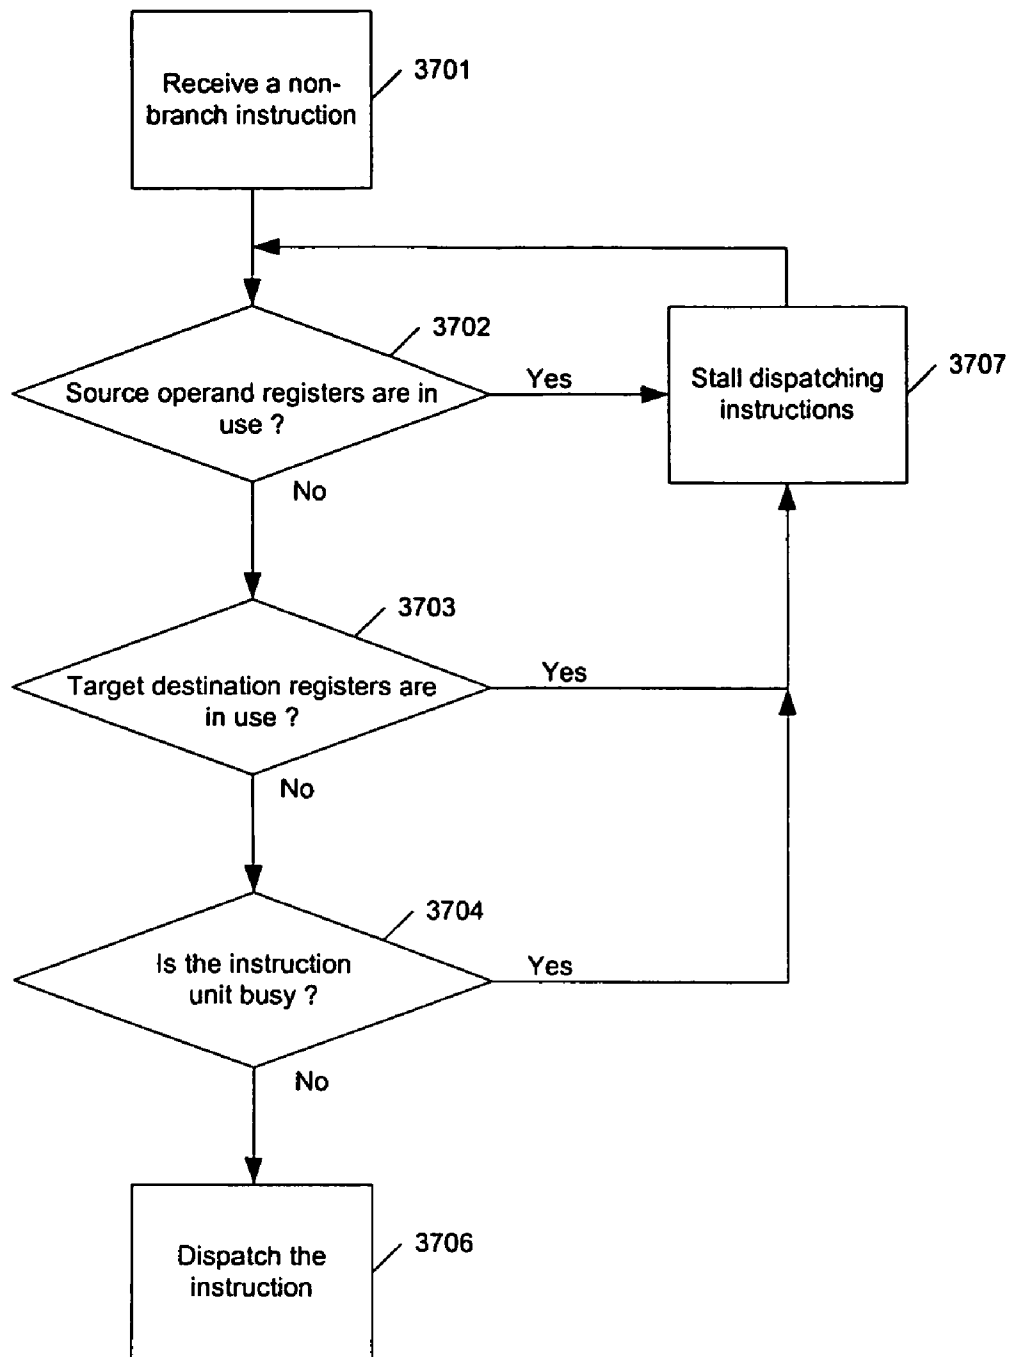 Receive a non-
branch instruction
3701
3702
Source operand registers are in
use ?
Yes
Stall dispatching
instructions
3707
No
3703
Target destination registers are
in use ?
Yes
No
3704
Is the instruction
unit busy ?
Yes
No
Dispatch the
instruction
3706